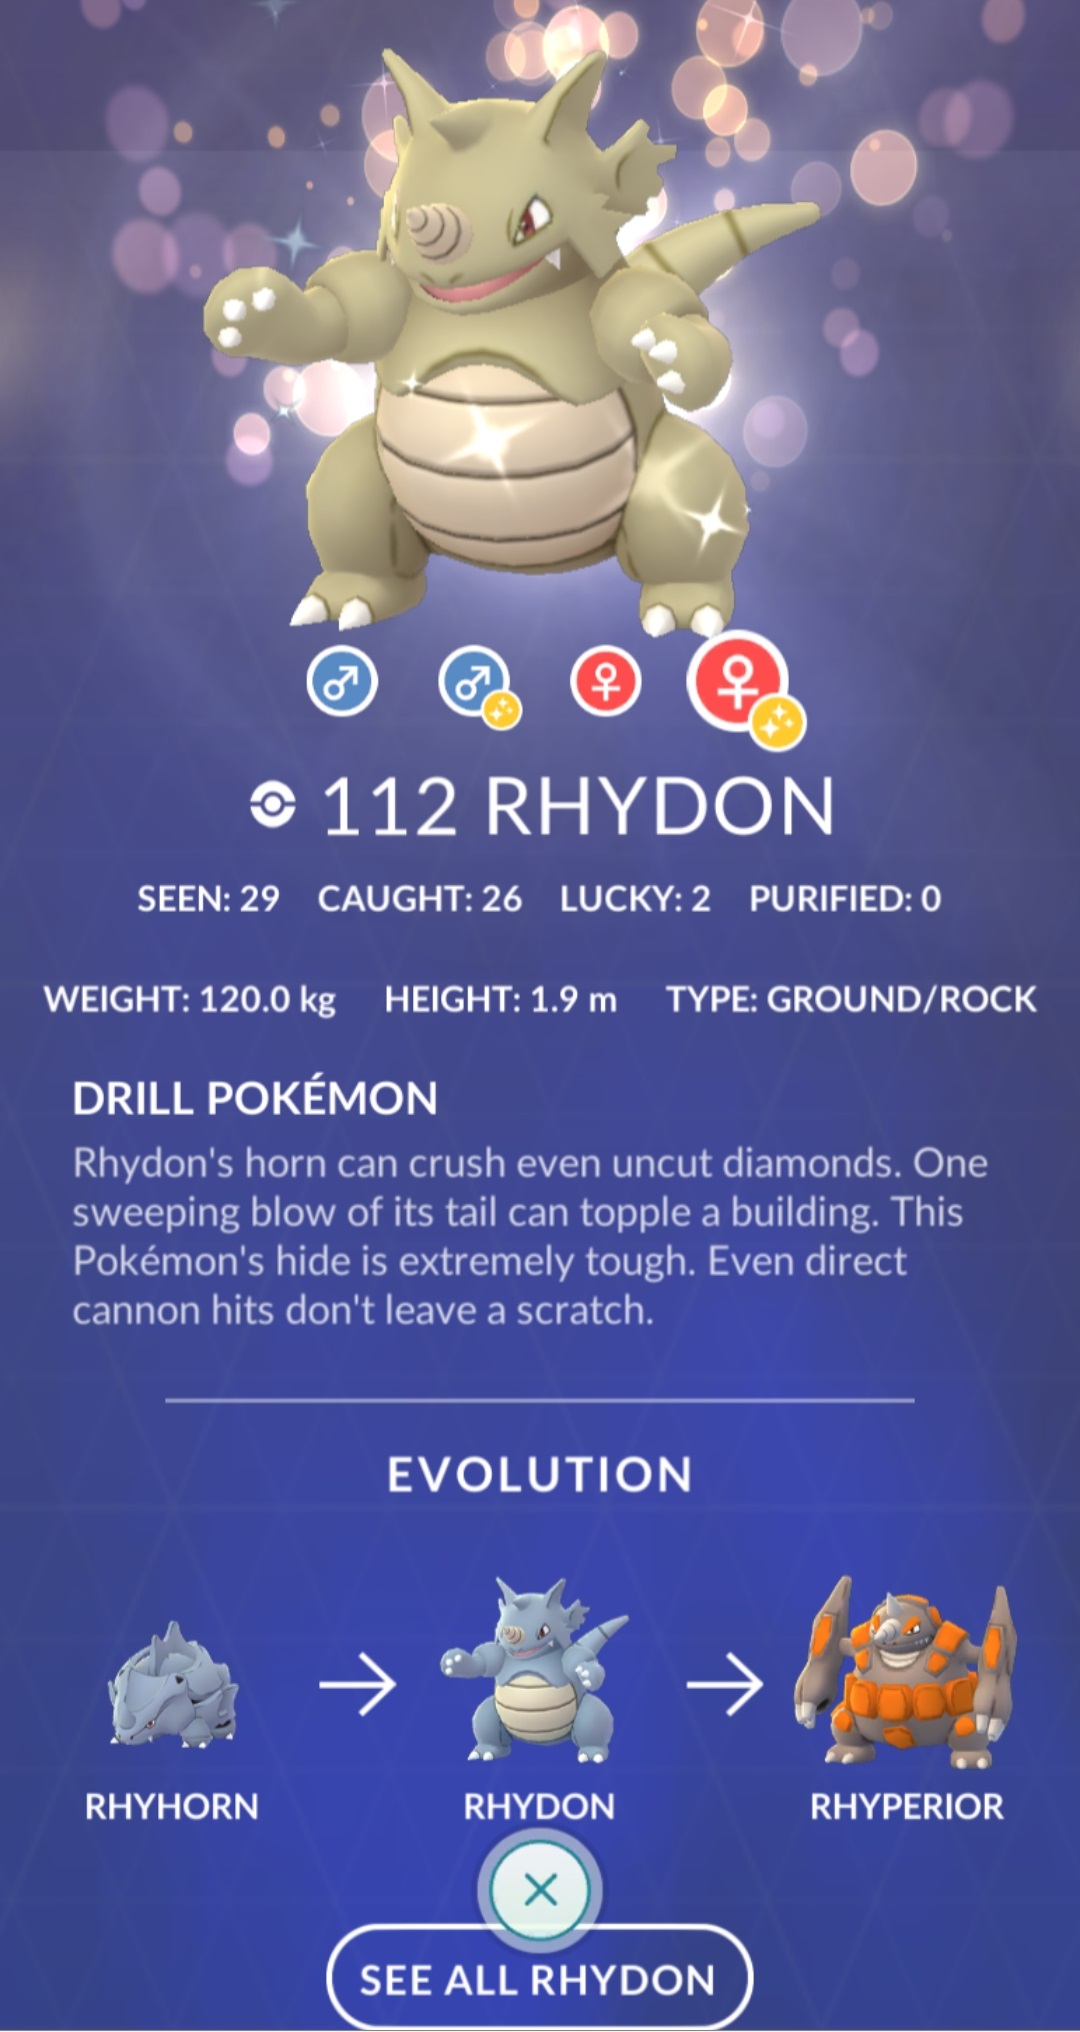 112 RHYDON
SEEN: 29 CAUGHT: 26 LUCKY: 2 PURIFIED: 0
WEIGHT: 120.0 kg HEIGHT: 1.9 m TYPE: GROUND/ROCK
DRILL POKÉMON
Rhydon's horn can crush even uncut diamonds. One
sweeping blow of its tail can topple a building. This
Pokémon's hide is extremely tough. Even direct
cannon hits don't leave a scratch.
EVOLUTION
RHYHORN RHYDON RHYPERIOR
SEE ALL RHYDON